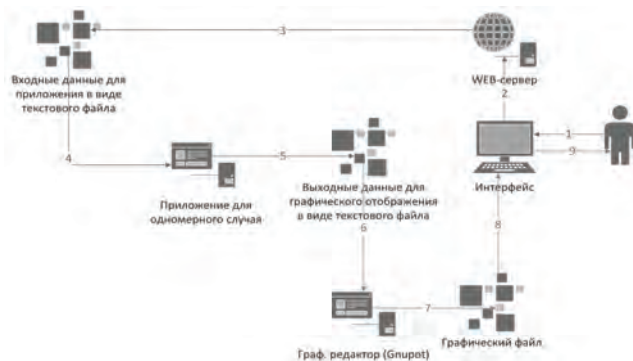 3
WEB-сервер
Входные данные для
приложения в виде
текстового файла
2
1
9
4
5
Интерфейс
Приложение для
одномерного случая
Выходные данные для
графического отображения
в виде текстового файла
6
8
7
Графический файл
Граф. редактор (Gnupot)